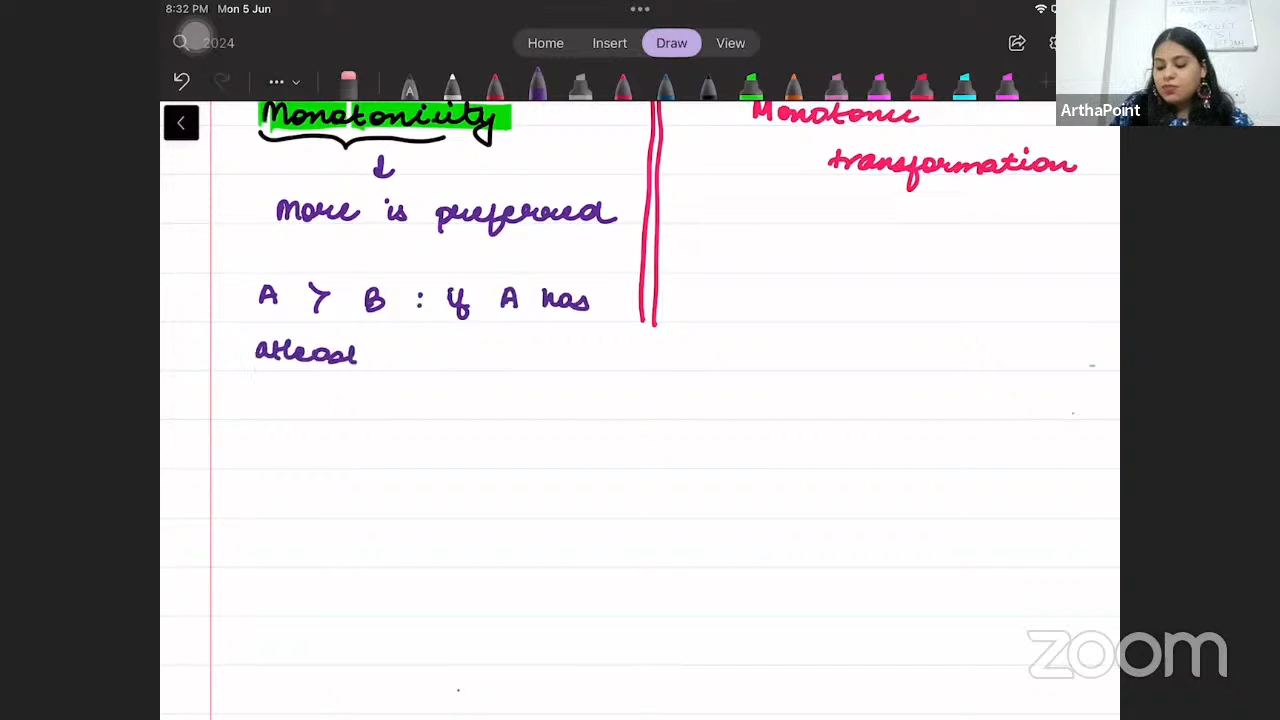 8:32 PM Mon 5 Jun
2024
Home Insert Draw View
ArthaPoint
Monotonicity
↓
More is preferred
A ≻ B : if A has
atleast
Monotonic
transformation
zoom